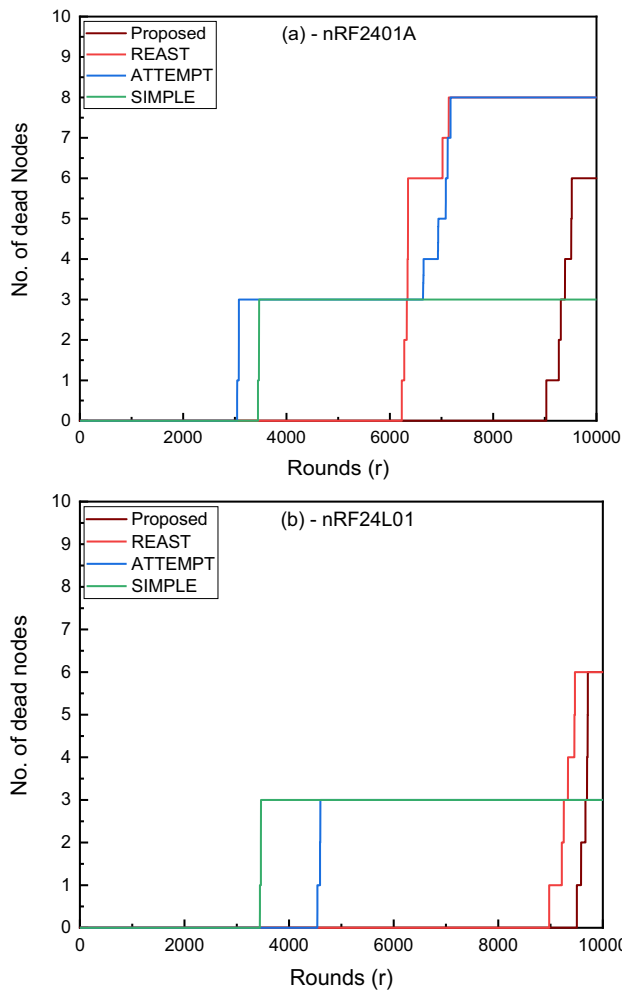 (a) - nRF2401A
Proposed
REAST
ATTEMPT
SIMPLE
No. of dead Nodes
10
9
8
7
6
5
4
3
2
1
0
0 2000 4000 6000 8000 10000
Rounds (r)
(b) - nRF24L01
Proposed
REAST
ATTEMPT
SIMPLE
No. of dead nodes
10
9
8
7
6
5
4
3
2
1
0
0 2000 4000 6000 8000 10000
Rounds (r)